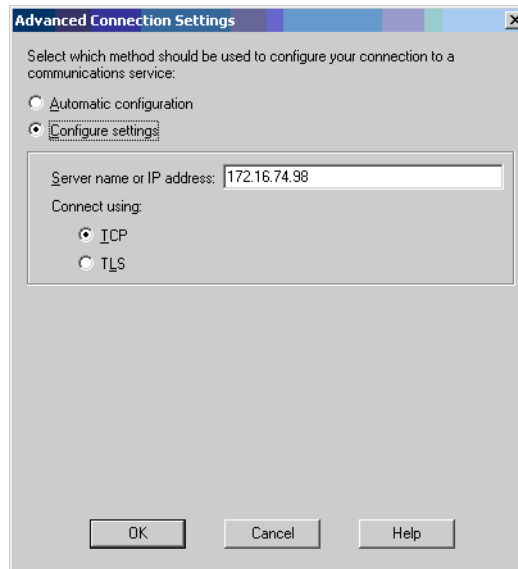 Advanced Connection Settings
Select which method should be used to configure your connection to a
communications service:
Automatic configuration
Configure settings
Server name or IP address: 172.16.74.98
Connect using:
TCP
TLS
OK Cancel Help